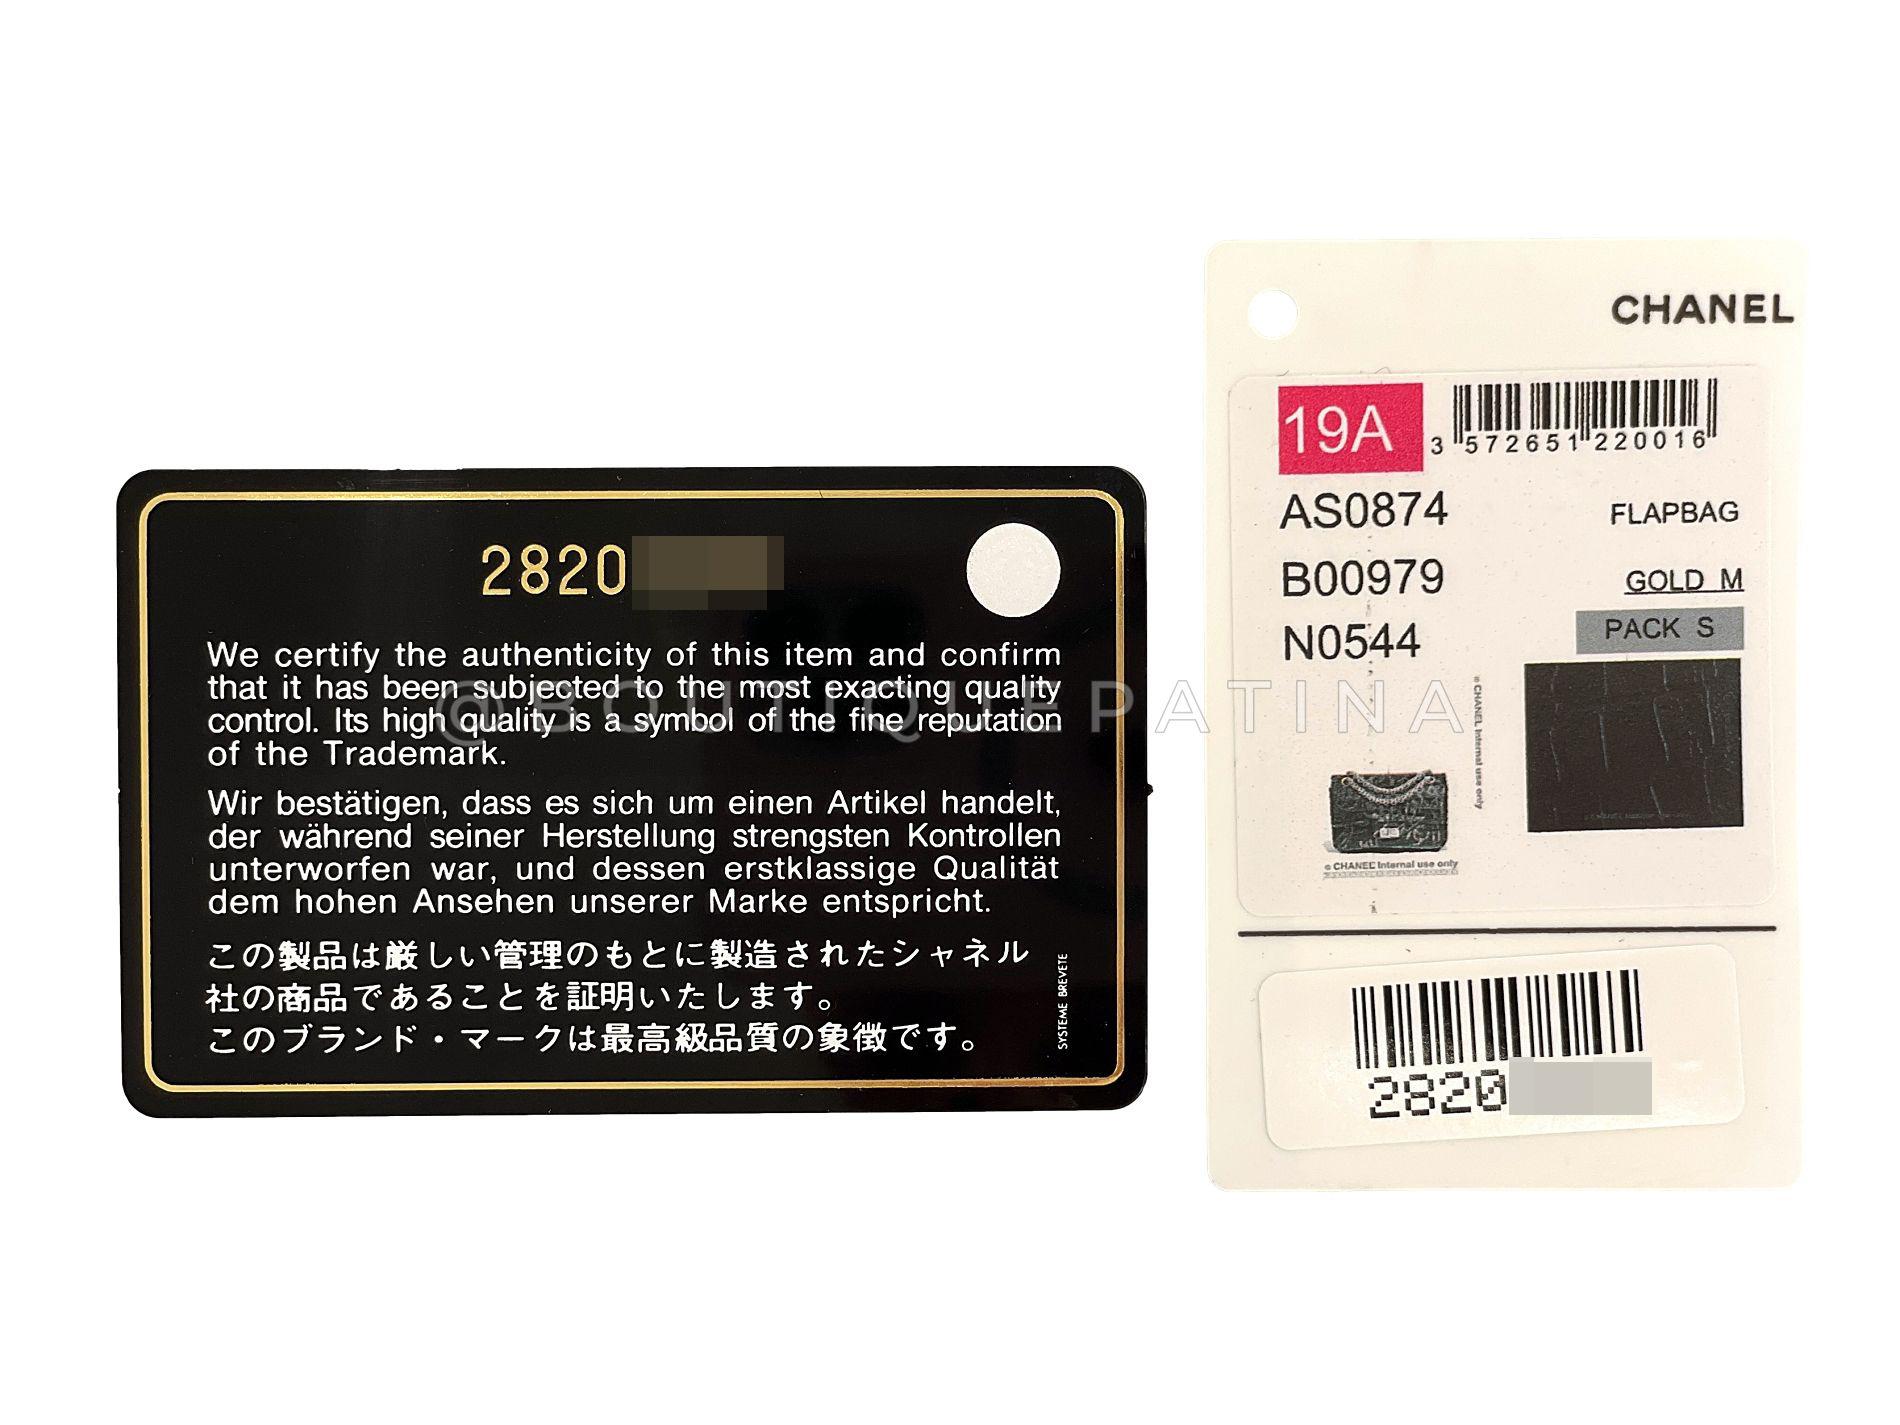 2820
We certify the authenticity of this item and confirm
that it has been subjected to the most exacting quality
control. Its high quality is a symbol of the fine reputation
of the Trademark.
Wir bestätigen, dass es sich um einen Artikel handelt,
der während seiner Herstellung strengsten Kontrollen
unterworfen war, und dessen erstklassige Qualität
dem hohen Ansehen unserer Marke entspricht.
この製品は厳しい管理のもとに製造されたシャネル
社の商品であることを証明いたします。
このブランド・マークは最高級品質の象徴です。
SYSTEME BREVETE
@BOUTIQUEPATINA
CHANEL
19A
3 572651 220016
AS0874 FLAPBAG
B00979 GOLD M
N0544 PACK S
© CHANEL Internal use only
© CHANEL Internal use only
2820